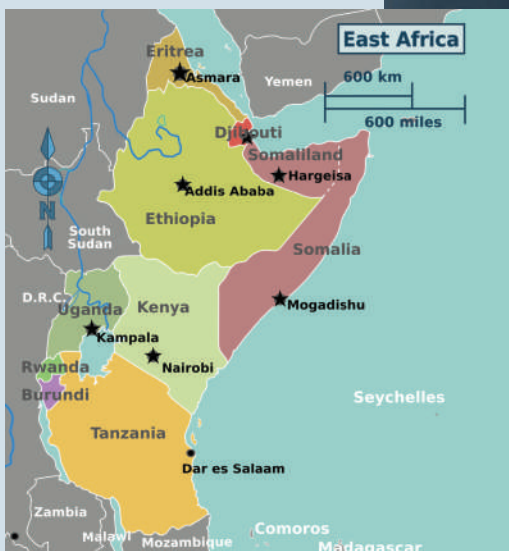 East Africa
600 km
600 miles
Eritrea
Asmara
Yemen
Sudan
Djibouti
Somaliland
Hargeisa
Addis Ababa
Ethiopia
N
South
Sudan
Somalia
D.R.C.
Uganda
Kenya
Mogadishu
Kampala
Nairobi
Rwanda
Burundi
Seychelles
Tanzania
Dar es Salaam
Zambia
Malawi
Mozambique
Comoros
Madagascar